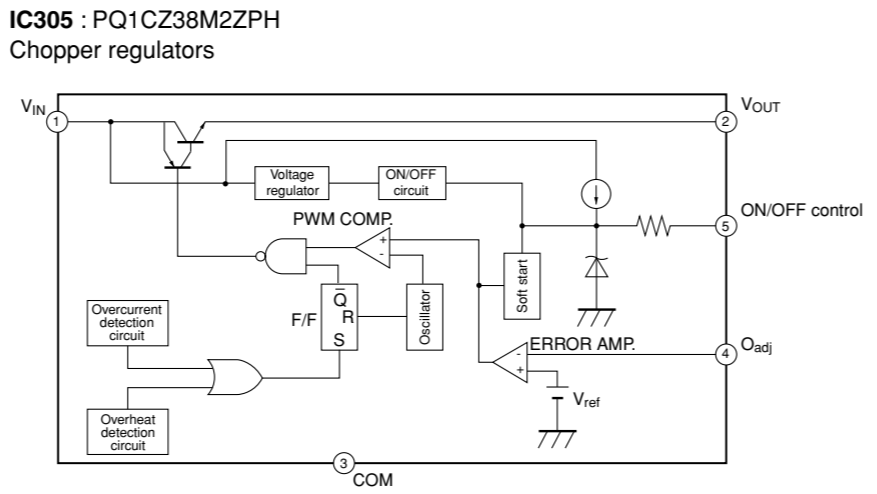 IC305 : PQ1CZ38M2ZPH
Chopper regulators
VIN
1
2
VOUT
Voltage
regulator
ON/OFF
circuit
PWM COMP.
+
-
5
ON/OFF control
Soft start
Oscillator
Q̅
R
S
F/F
Overcurrent
detection
circuit
ERROR AMP.
-
+
4
Oadj
Vref
Overheat
detection
circuit
3
COM